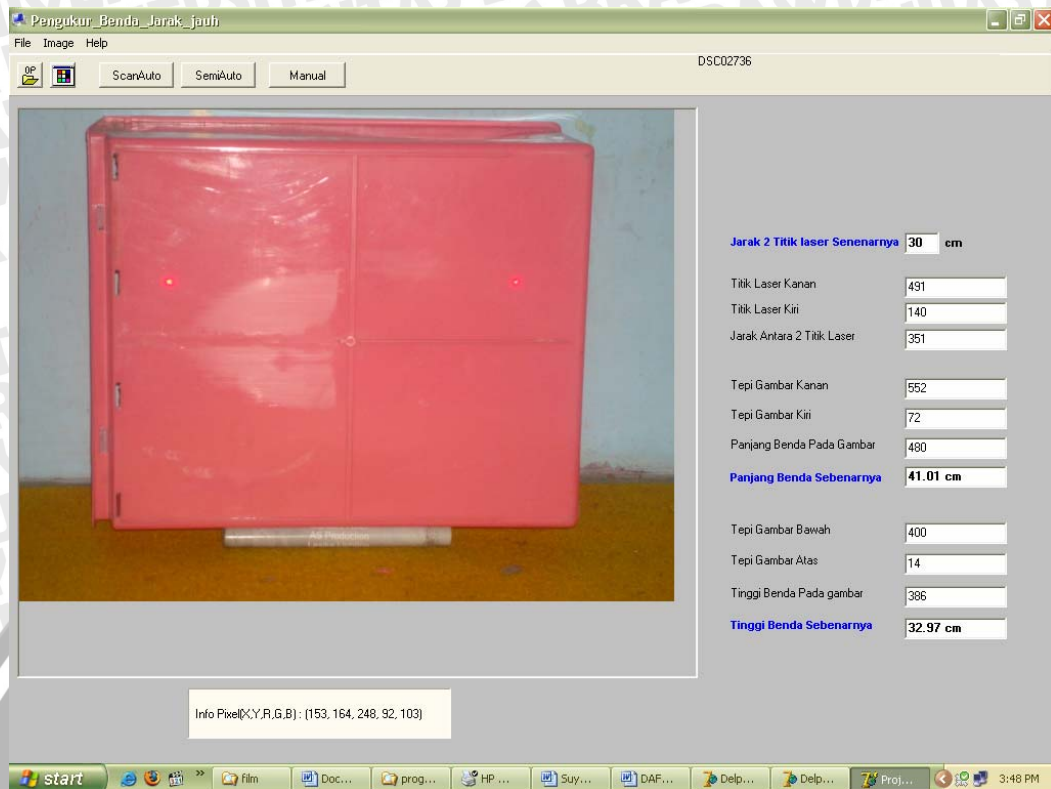 Pengukur_Benda_Jarak_jauh
File Image Help
OP ScanAuto SemiAuto Manual
DSC02736
Jarak 2 Titik laser Senenarnya 30 cm
Titik Laser Kanan 491
Titik Laser Kiri 140
Jarak Antara 2 Titik Laser 351
Tepi Gambar Kanan 552
Tepi Gambar Kiri 72
Panjang Benda Pada Gambar 480
Panjang Benda Sebenarnya 41.01 cm
Tepi Gambar Bawah 400
Tepi Gambar Atas 14
Tinggi Benda Pada gambar 386
Tinggi Benda Sebenarnya 32.97 cm
Info Pixel(X,Y,R,G,B) : (153, 164, 248, 92, 103)
start » film Doc... prog... HP ... Suy... DAF... Delp... Delp... Proj... 3:48 PM